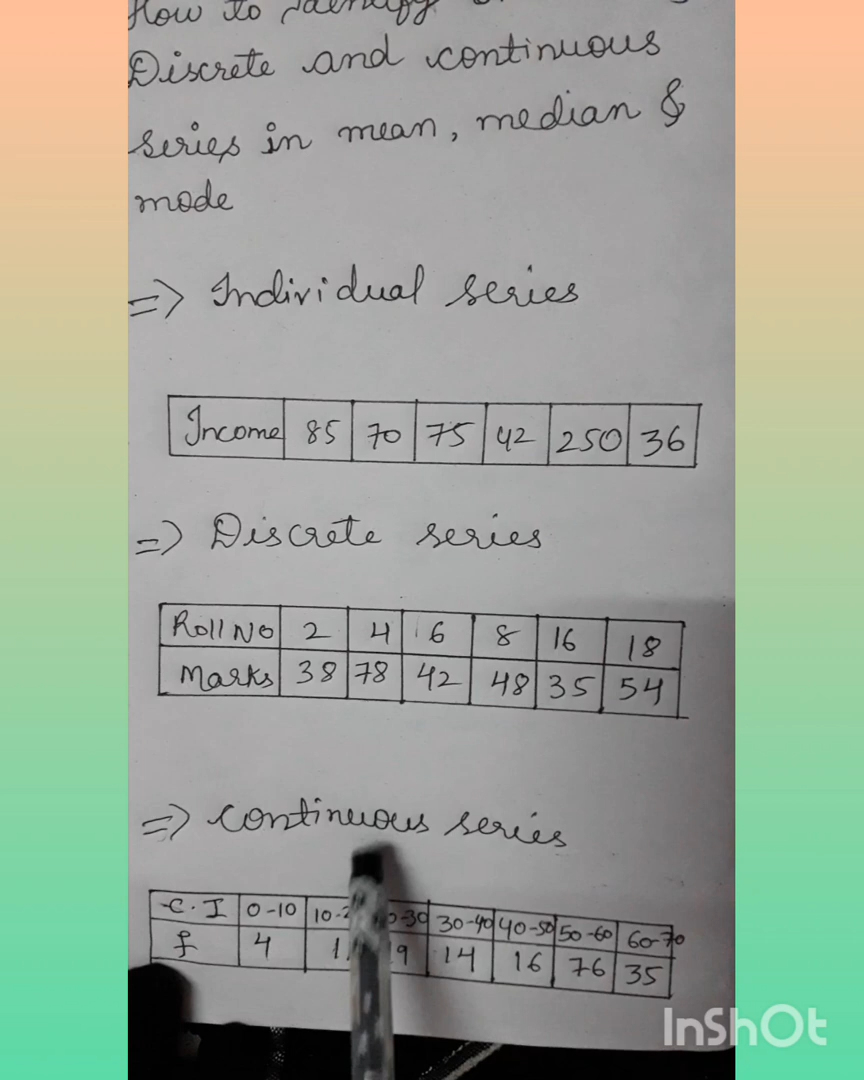 How to
Discrete and continuous
series in mean, median &
mode
=> Individual series
Income 85 70 75 42 250 36
=> Discrete series
Roll No 2 4 6 8 16 18
Marks 38 78 42 48 35 54
=> continuous series
C.I 0-10 30-40 40-50 50-60 60-70
f 4 14 16 76 35
InShOt